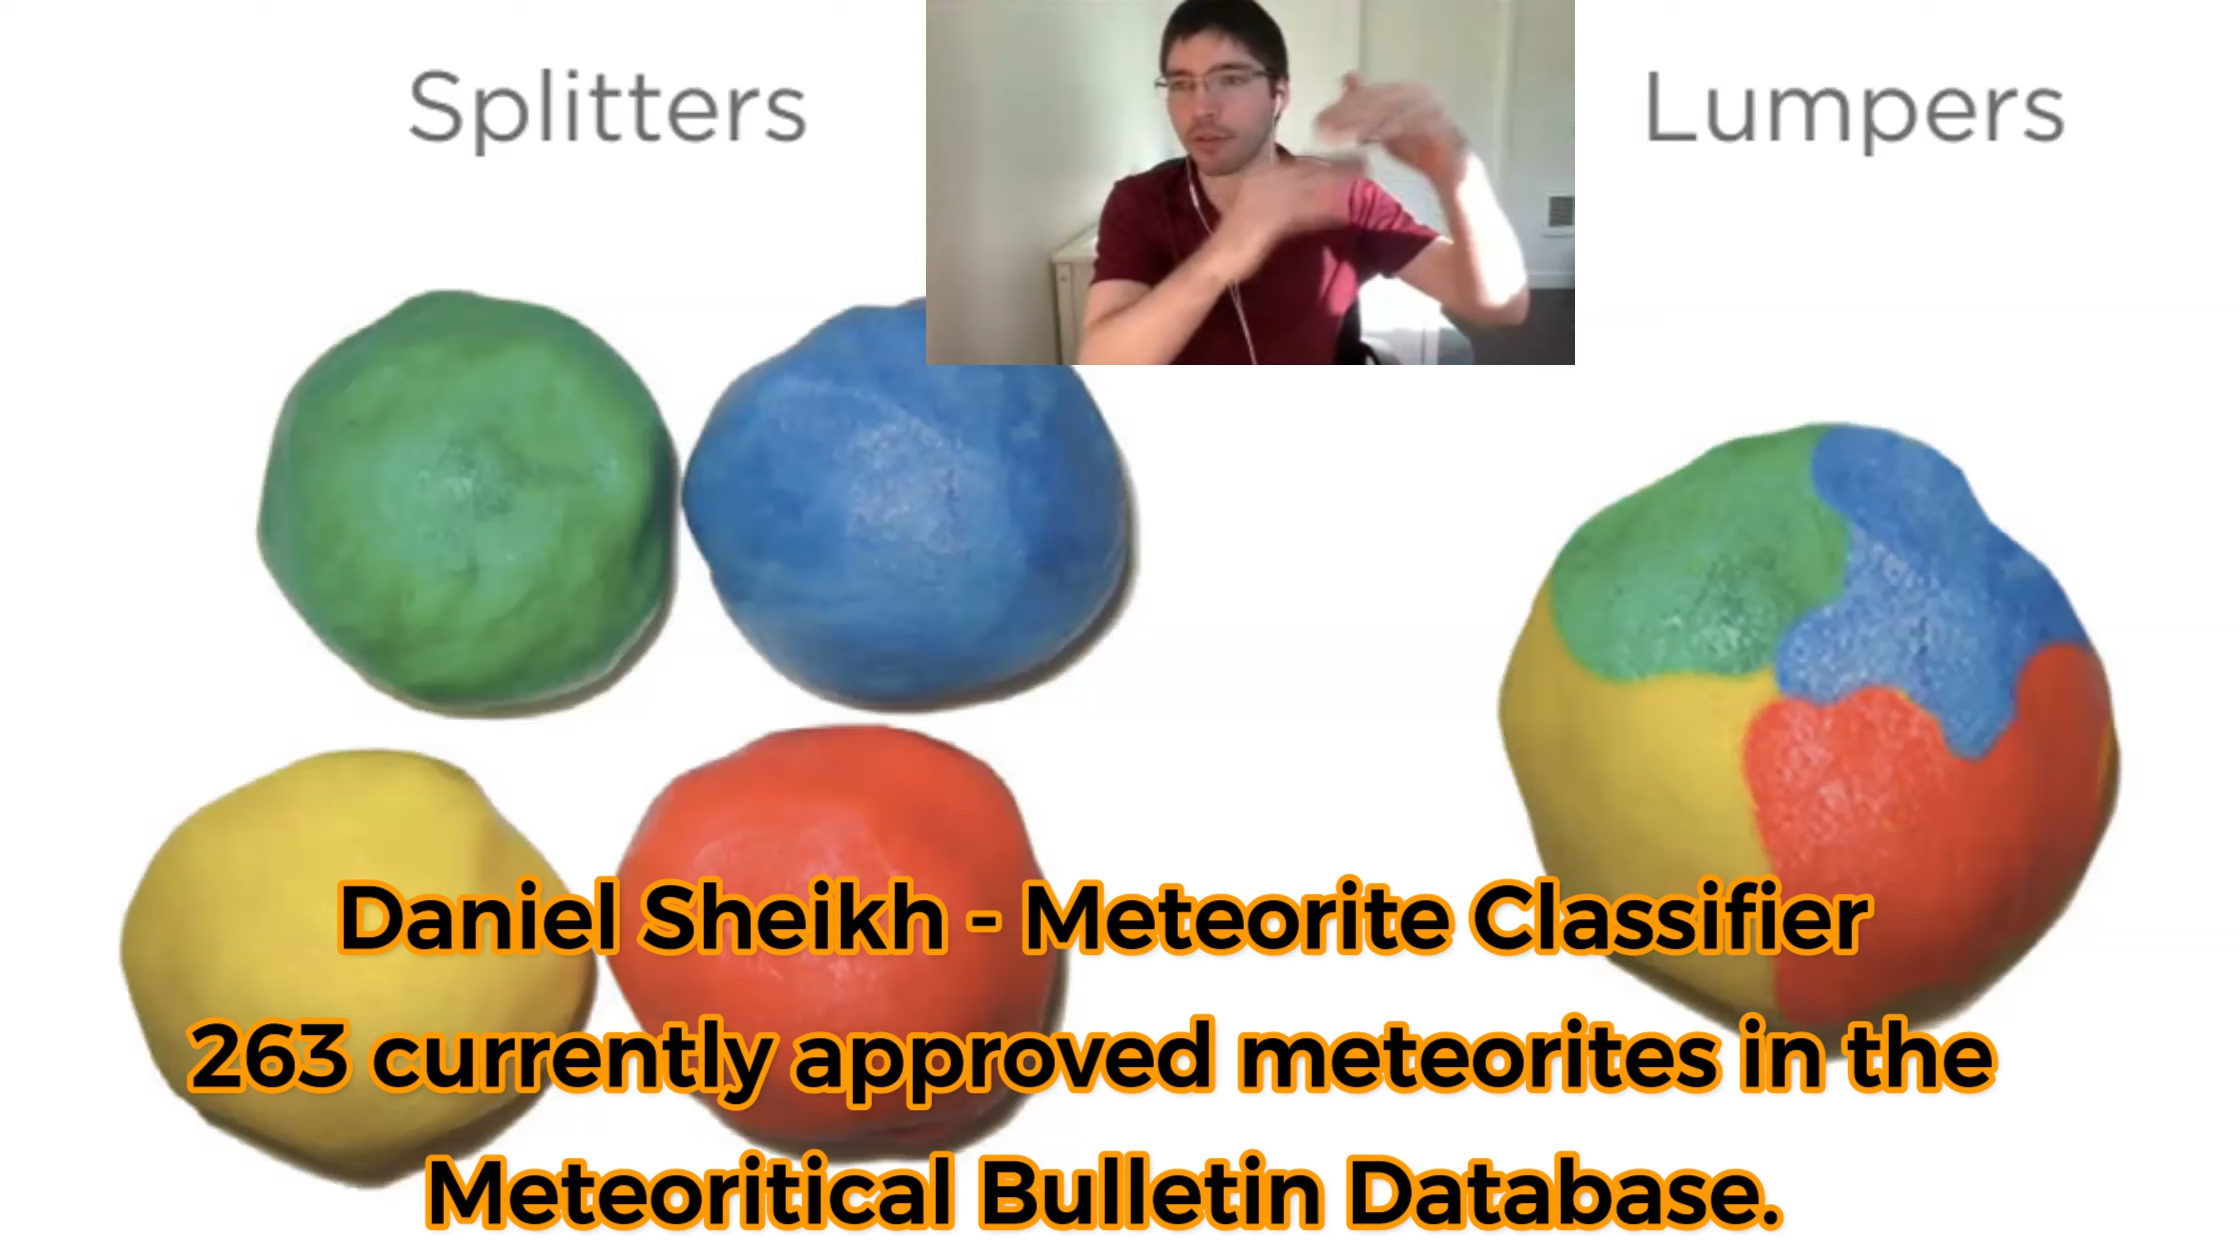 Splitters
Lumpers
Daniel Sheikh - Meteorite Classifier
263 currently approved meteorites in the
Meteoritical Bulletin Database.